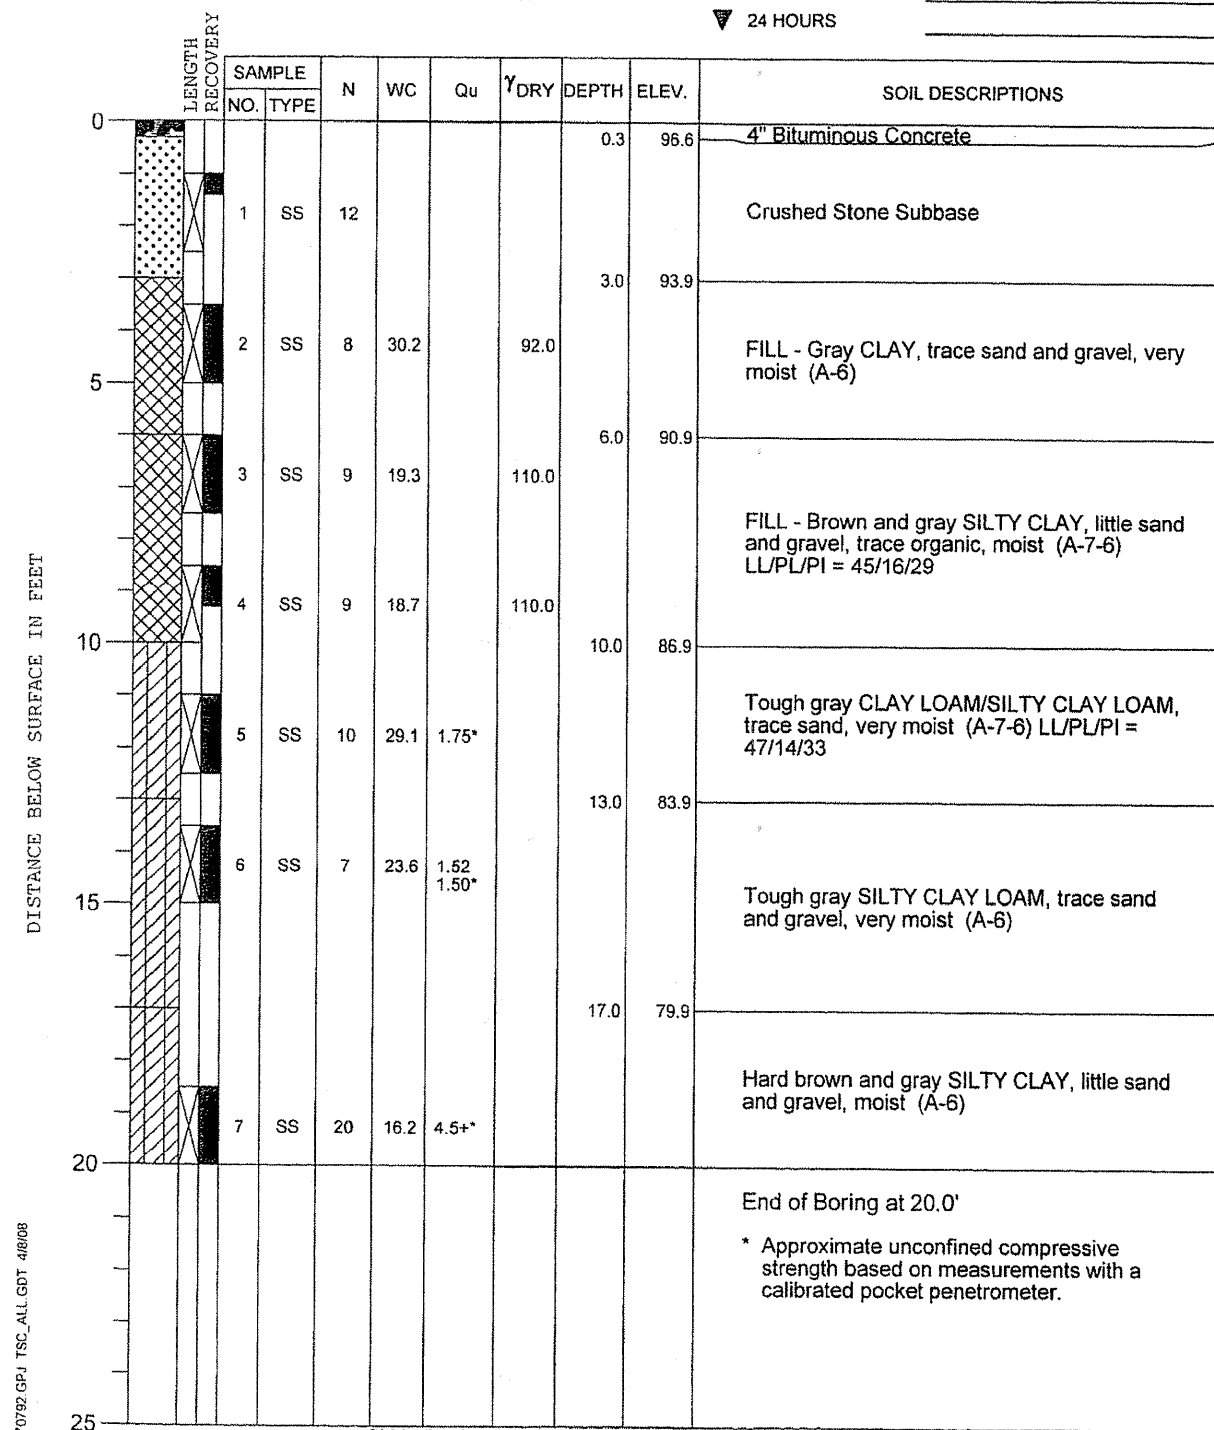 24 HOURS
LENGTH
RECOVERY
SAMPLE
NO. TYPE N WC Qu γDRY DEPTH ELEV. SOIL DESCRIPTIONS
0
0.3 96.6 4" Bituminous Concrete
1 SS 12 Crushed Stone Subbase
3.0 93.9
2 SS 8 30.2 92.0 FILL - Gray CLAY, trace sand and gravel, very
moist (A-6)
5
6.0 90.9
3 SS 9 19.3 110.0
FILL - Brown and gray SILTY CLAY, little sand
and gravel, trace organic, moist (A-7-6)
LL/PL/PI = 45/16/29
4 SS 9 18.7 110.0
10
10.0 86.9
Tough gray CLAY LOAM/SILTY CLAY LOAM,
5 SS 10 29.1 1.75* trace sand, very moist (A-7-6) LL/PL/PI =
47/14/33
13.0 83.9
6 SS 7 23.6 1.52
1.50*
15
Tough gray SILTY CLAY LOAM, trace sand
and gravel, very moist (A-6)
17.0 79.9
Hard brown and gray SILTY CLAY, little sand
and gravel, moist (A-6)
7 SS 20 16.2 4.5+*
20
End of Boring at 20.0'
* Approximate unconfined compressive
strength based on measurements with a
calibrated pocket penetrometer.
25
DISTANCE BELOW SURFACE IN FEET
70792.GPJ TSC_ALL.GDT 4/8/08